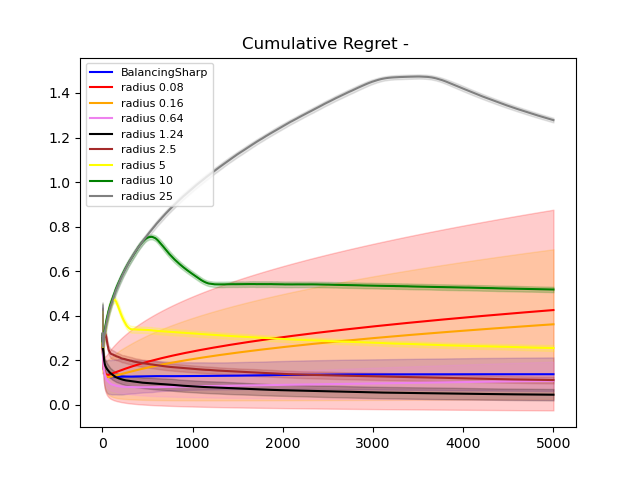 Cumulative Regret -
BalancingSharp
radius 0.08
radius 0.16
radius 0.64
radius 1.24
radius 2.5
radius 5
radius 10
radius 25
1.4
1.2
1.0
0.8
0.6
0.4
0.2
0.0
0 1000 2000 3000 4000 5000